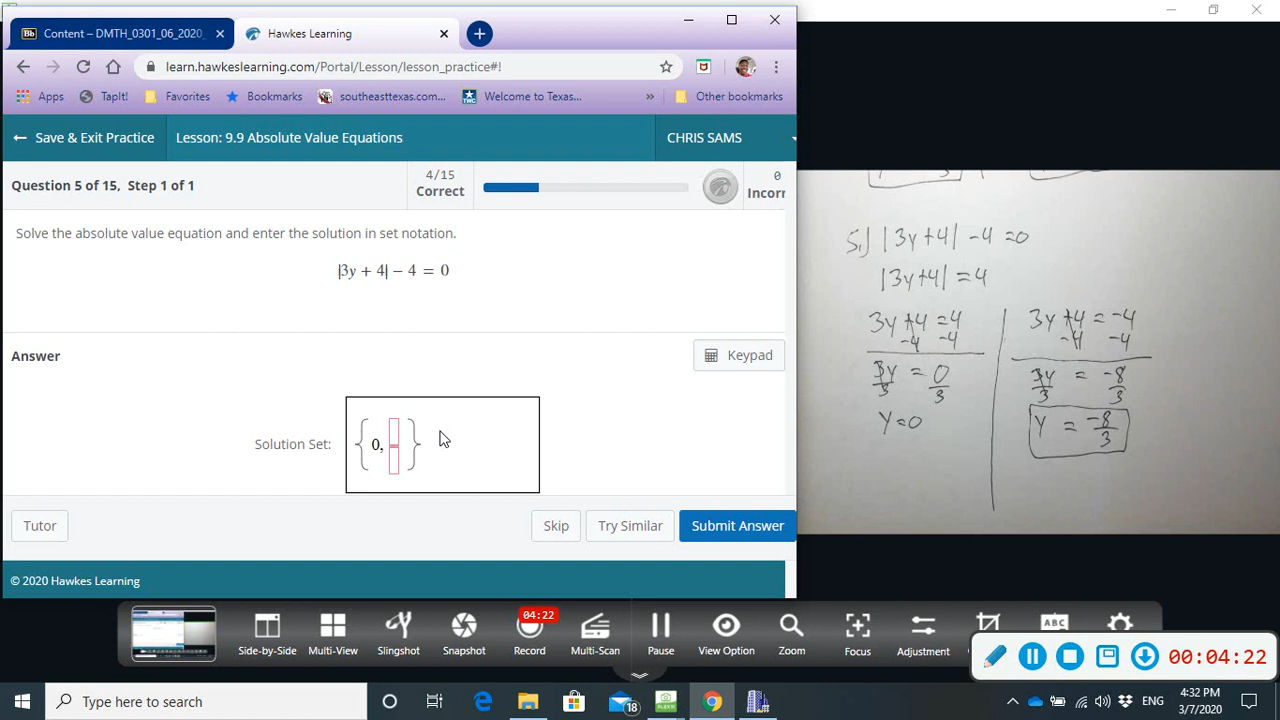 Content – DMTH_0301_06_2020_
Hawkes Learning
learn.hawkeslearning.com/Portal/Lesson/lesson_practice#!
Apps
TapIt!
Favorites
Bookmarks
southeasttexas.com...
Welcome to Texas...
»
Other bookmarks
← Save & Exit Practice
Lesson: 9.9 Absolute Value Equations
CHRIS SAMS
Question 5 of 15, Step 1 of 1
4/15
Correct
0
Incorr
Solve the absolute value equation and enter the solution in set notation.
|3y + 4| − 4 = 0
Answer
Keypad
Solution Set:
{0, }
Tutor
Skip
Try Similar
Submit Answer
© 2020 Hawkes Learning
5.) |3y+4| -4 =0
|3y+4| =4
3y+4 =4
-4 -4
3y = 0
3 3
y=0
3y+4 = -4
-4 -4
3y = -8
3 3
y = -8
3
Side-by-Side
Multi-View
Slingshot
Snapshot
04:22
Record
Multi-Scan
Pause
View Option
Zoom
Focus
Adjustment
ABC
00:04:22
Type here to search
18
ENG
4:32 PM
3/7/2020